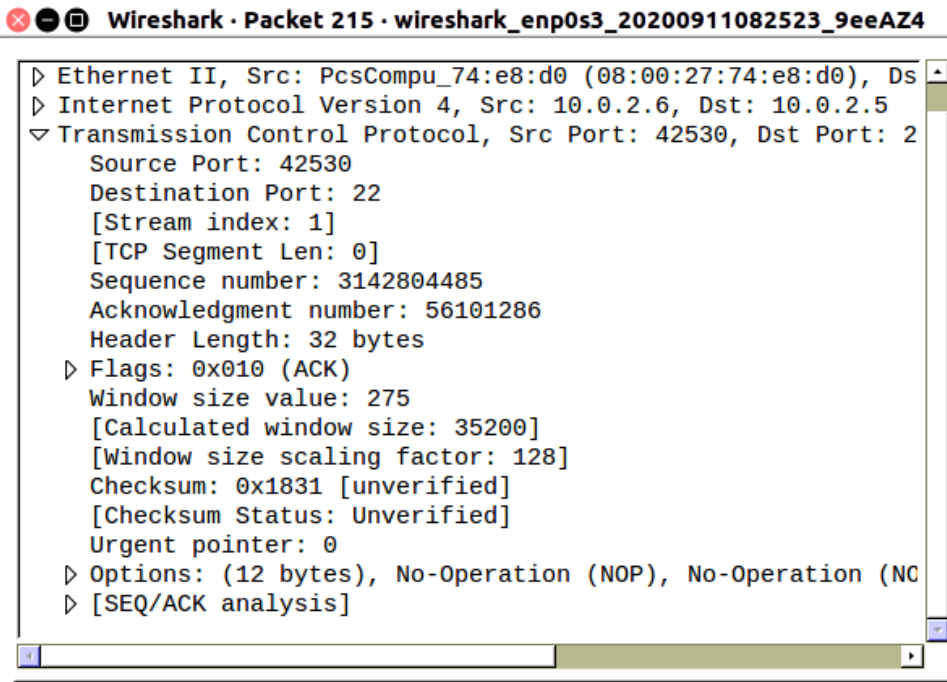 Wireshark · Packet 215 · wireshark_enp0s3_20200911082523_9eeAZ4
Ethernet II, Src: PcsCompu_74:e8:d0 (08:00:27:74:e8:d0), Ds
Internet Protocol Version 4, Src: 10.0.2.6, Dst: 10.0.2.5
Transmission Control Protocol, Src Port: 42530, Dst Port: 2
Source Port: 42530
Destination Port: 22
[Stream index: 1]
[TCP Segment Len: 0]
Sequence number: 3142804485
Acknowledgment number: 56101286
Header Length: 32 bytes
Flags: 0x010 (ACK)
Window size value: 275
[Calculated window size: 35200]
[Window size scaling factor: 128]
Checksum: 0x1831 [unverified]
[Checksum Status: Unverified]
Urgent pointer: 0
Options: (12 bytes), No-Operation (NOP), No-Operation (NO
[SEQ/ACK analysis]